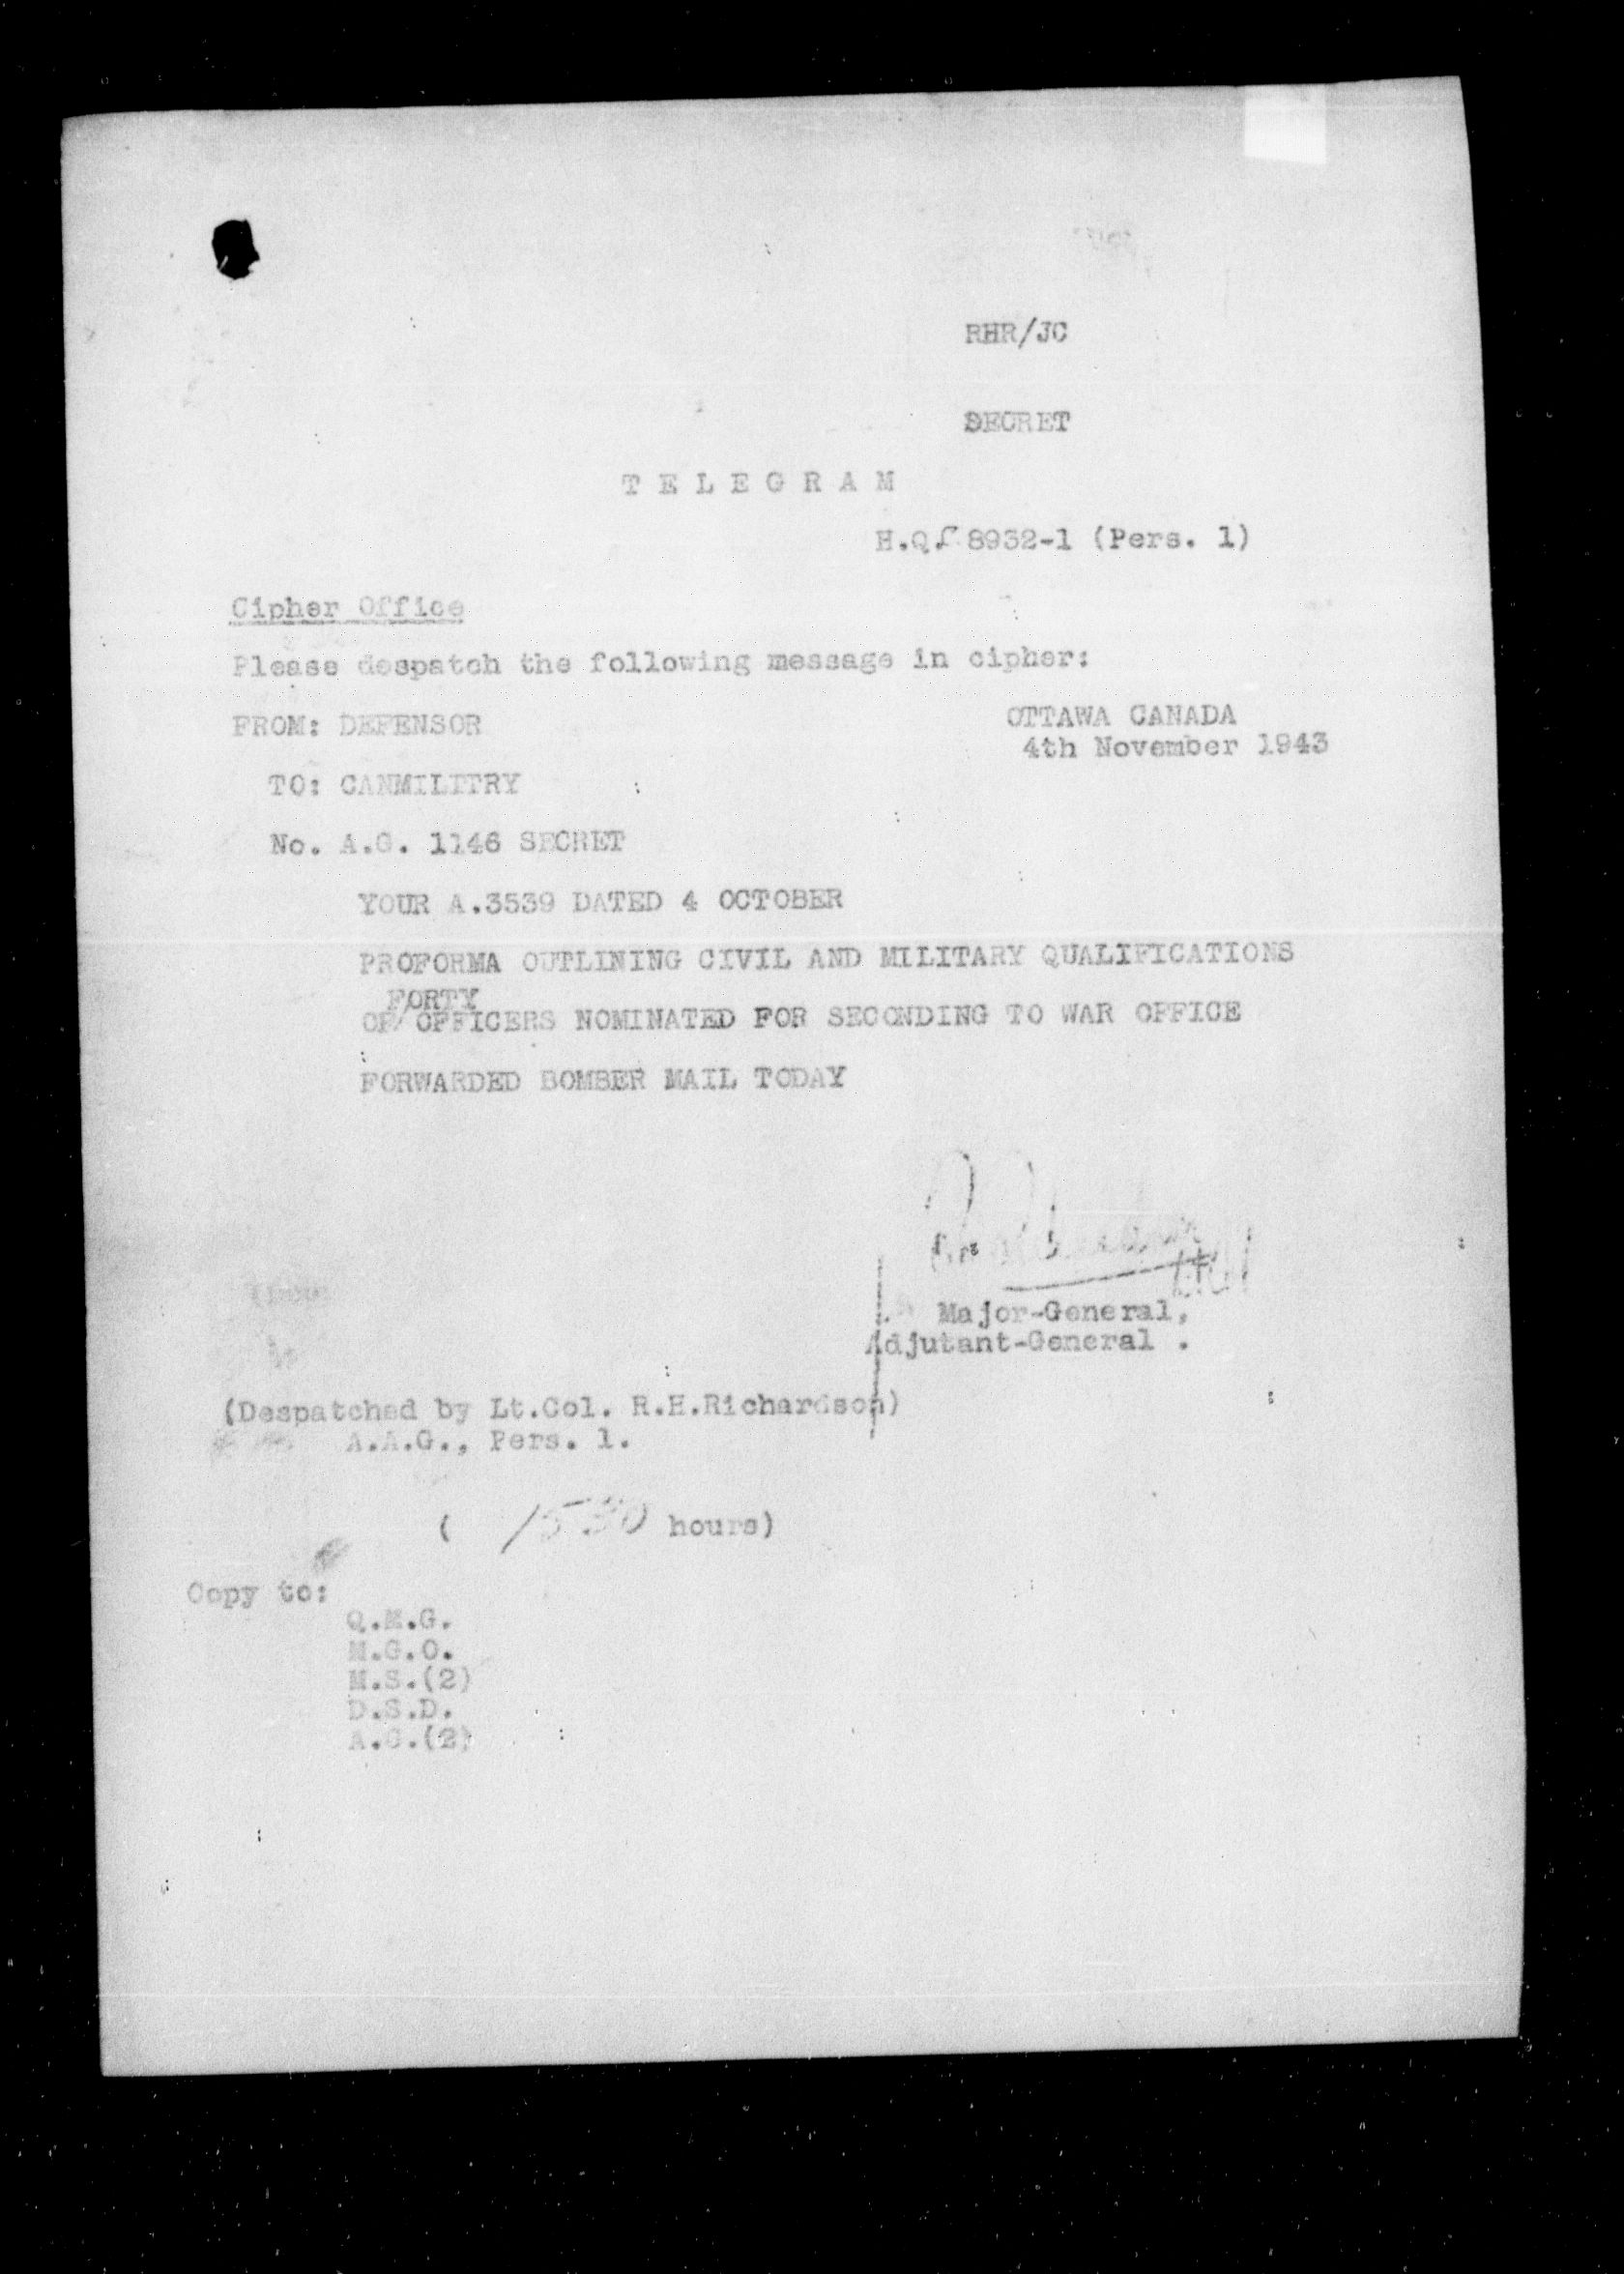 RHR/JC
SECRET
T E L E G R A M
H.Q.S. 8932-1 (Pers. 1)
Cipher Office
Please despatch the following message in cipher:
FROM: DEFENSOR
OTTAWA CANADA
4th November 1943
TO: CANMILITRY
No. A.G. 1146 SECRET
YOUR A.3539 DATED 4 OCTOBER
PROFORMA OUTLINING CIVIL AND MILITARY QUALIFICATIONS
FORTY
OF/OFFICERS NOMINATED FOR SECONDING TO WAR OFFICE
FORWARDED BOMBER MAIL TODAY
Major-General,
Adjutant-General .
(Despatched by Lt.Col. R.H.Richardson)
A.A.G., Pers. 1.
( 1530 hours)
Copy to:
Q.M.G.
M.G.O.
M.S.(2)
D.S.D.
A.G.(2)